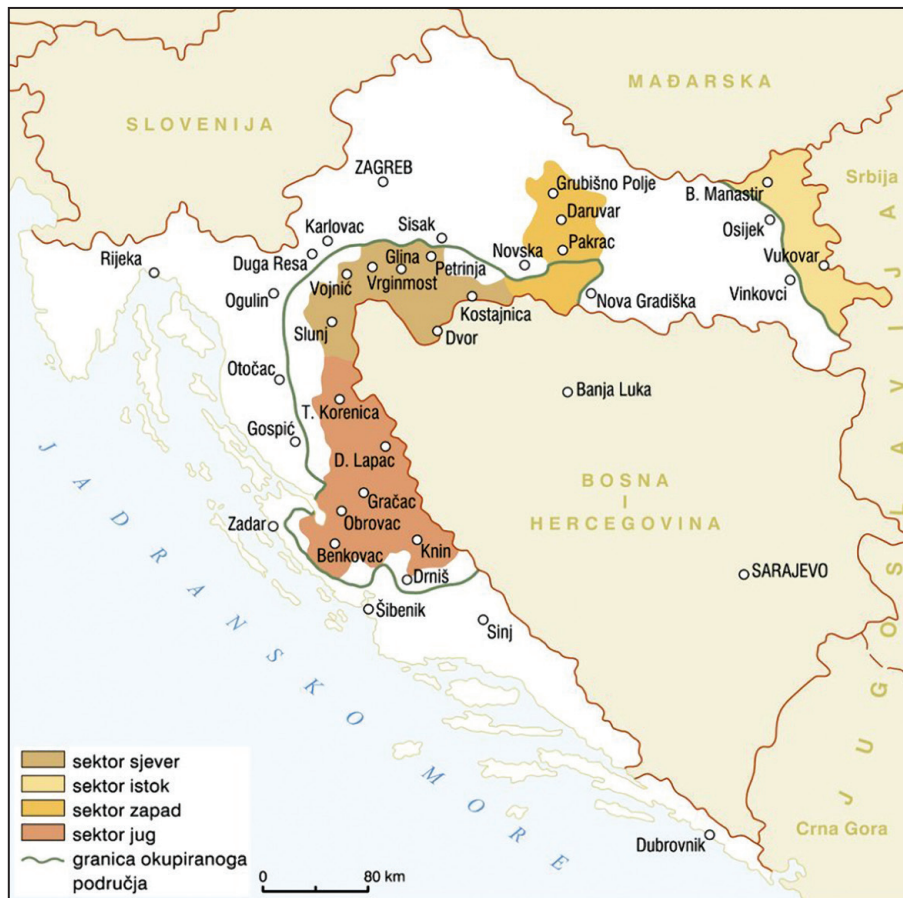 MAĐARSKA
SLOVENIJA
ZAGREB
Grubišno Polje
B. Manastir
Srbija
Daruvar
Osijek
Karlovac
Sisak
Pakrac
Rijeka
Duga Resa
Glina
Petrinja
Novska
Vukovar
Vojnić
Vrginmost
Ogulin
Kostajnica
Nova Gradiška
Vinkovci
Slunj
Dvor
Otočac
T. Korenica
Banja Luka
Gospić
D. Lapac
BOSNA
I
HERCEGOVINA
Gračac
Zadar
Obrovac
Benkovac
Knin
Drniš
SARAJEVO
Šibenik
Sinj
JADRANSKO MORE
JUGOSLAVIJA
Crna Gora
Dubrovnik
sektor sjever
sektor istok
sektor zapad
sektor jug
granica okupiranoga
područja
0 80 km